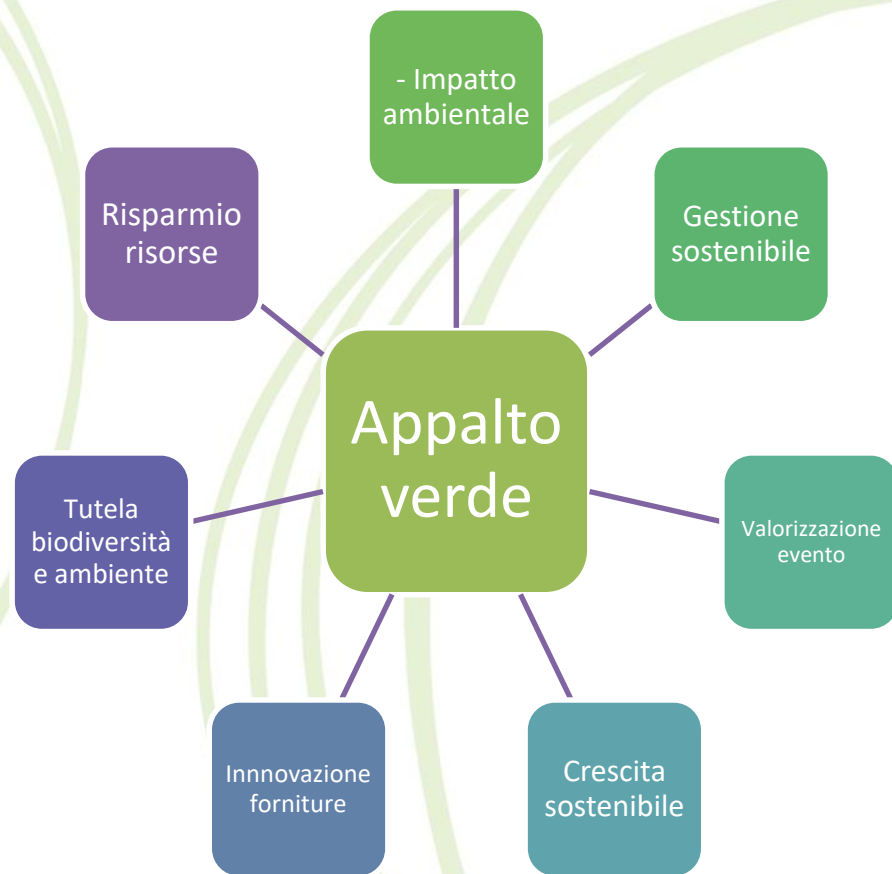 - Impatto
ambientale
Risparmio
risorse
Gestione
sostenibile
Appalto
verde
Tutela
biodiversità
e ambiente
Valorizzazione
evento
Innnovazione
forniture
Crescita
sostenibile